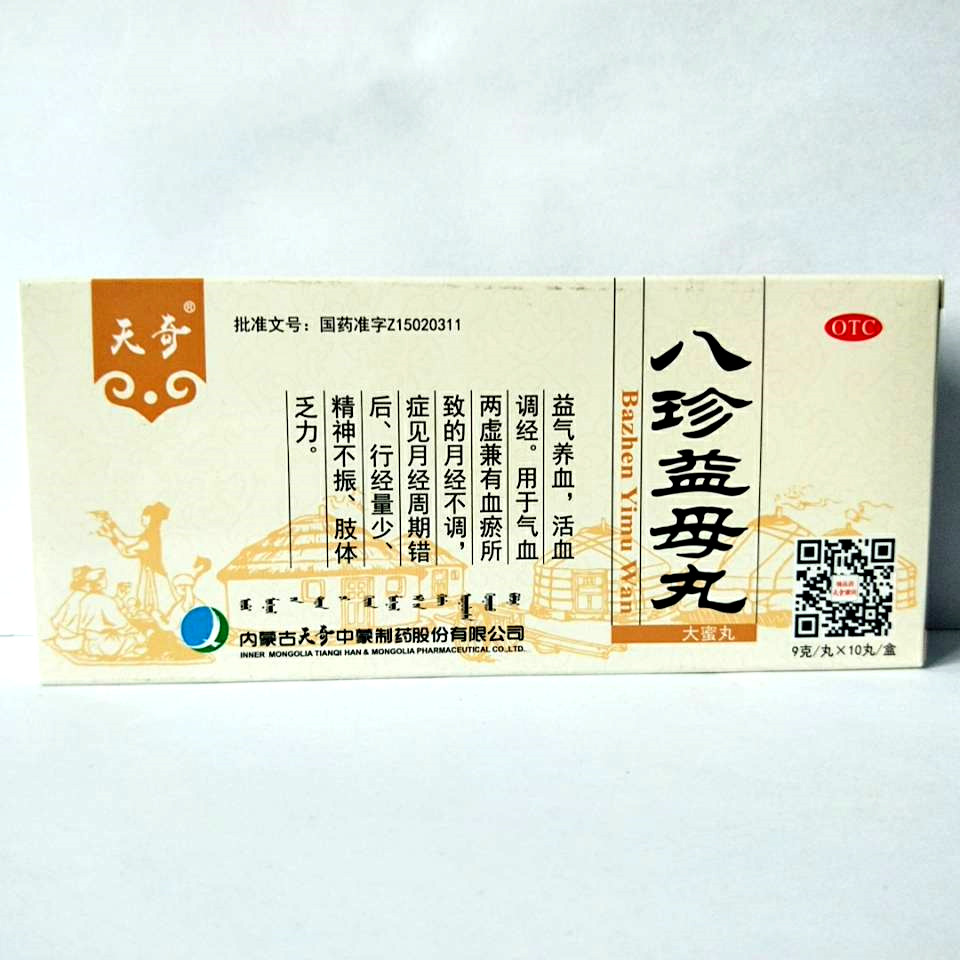 天奇®
批准文号：国药准字Z15020311
OTC
八珍益母丸
Bazhen Yimu Wan
大蜜丸
益气养血，活血
调经。用于气血
两虚兼有血瘀所
致的月经不调，
症见月经周期错
后、行经量少、
精神不振、肢体
乏力。
内蒙古天奇中蒙制药股份有限公司
INNER MONGOLIA TIANQI HAN & MONGOLIA PHARMACEUTICAL CO.,LTD.
9克/丸×10丸/盒